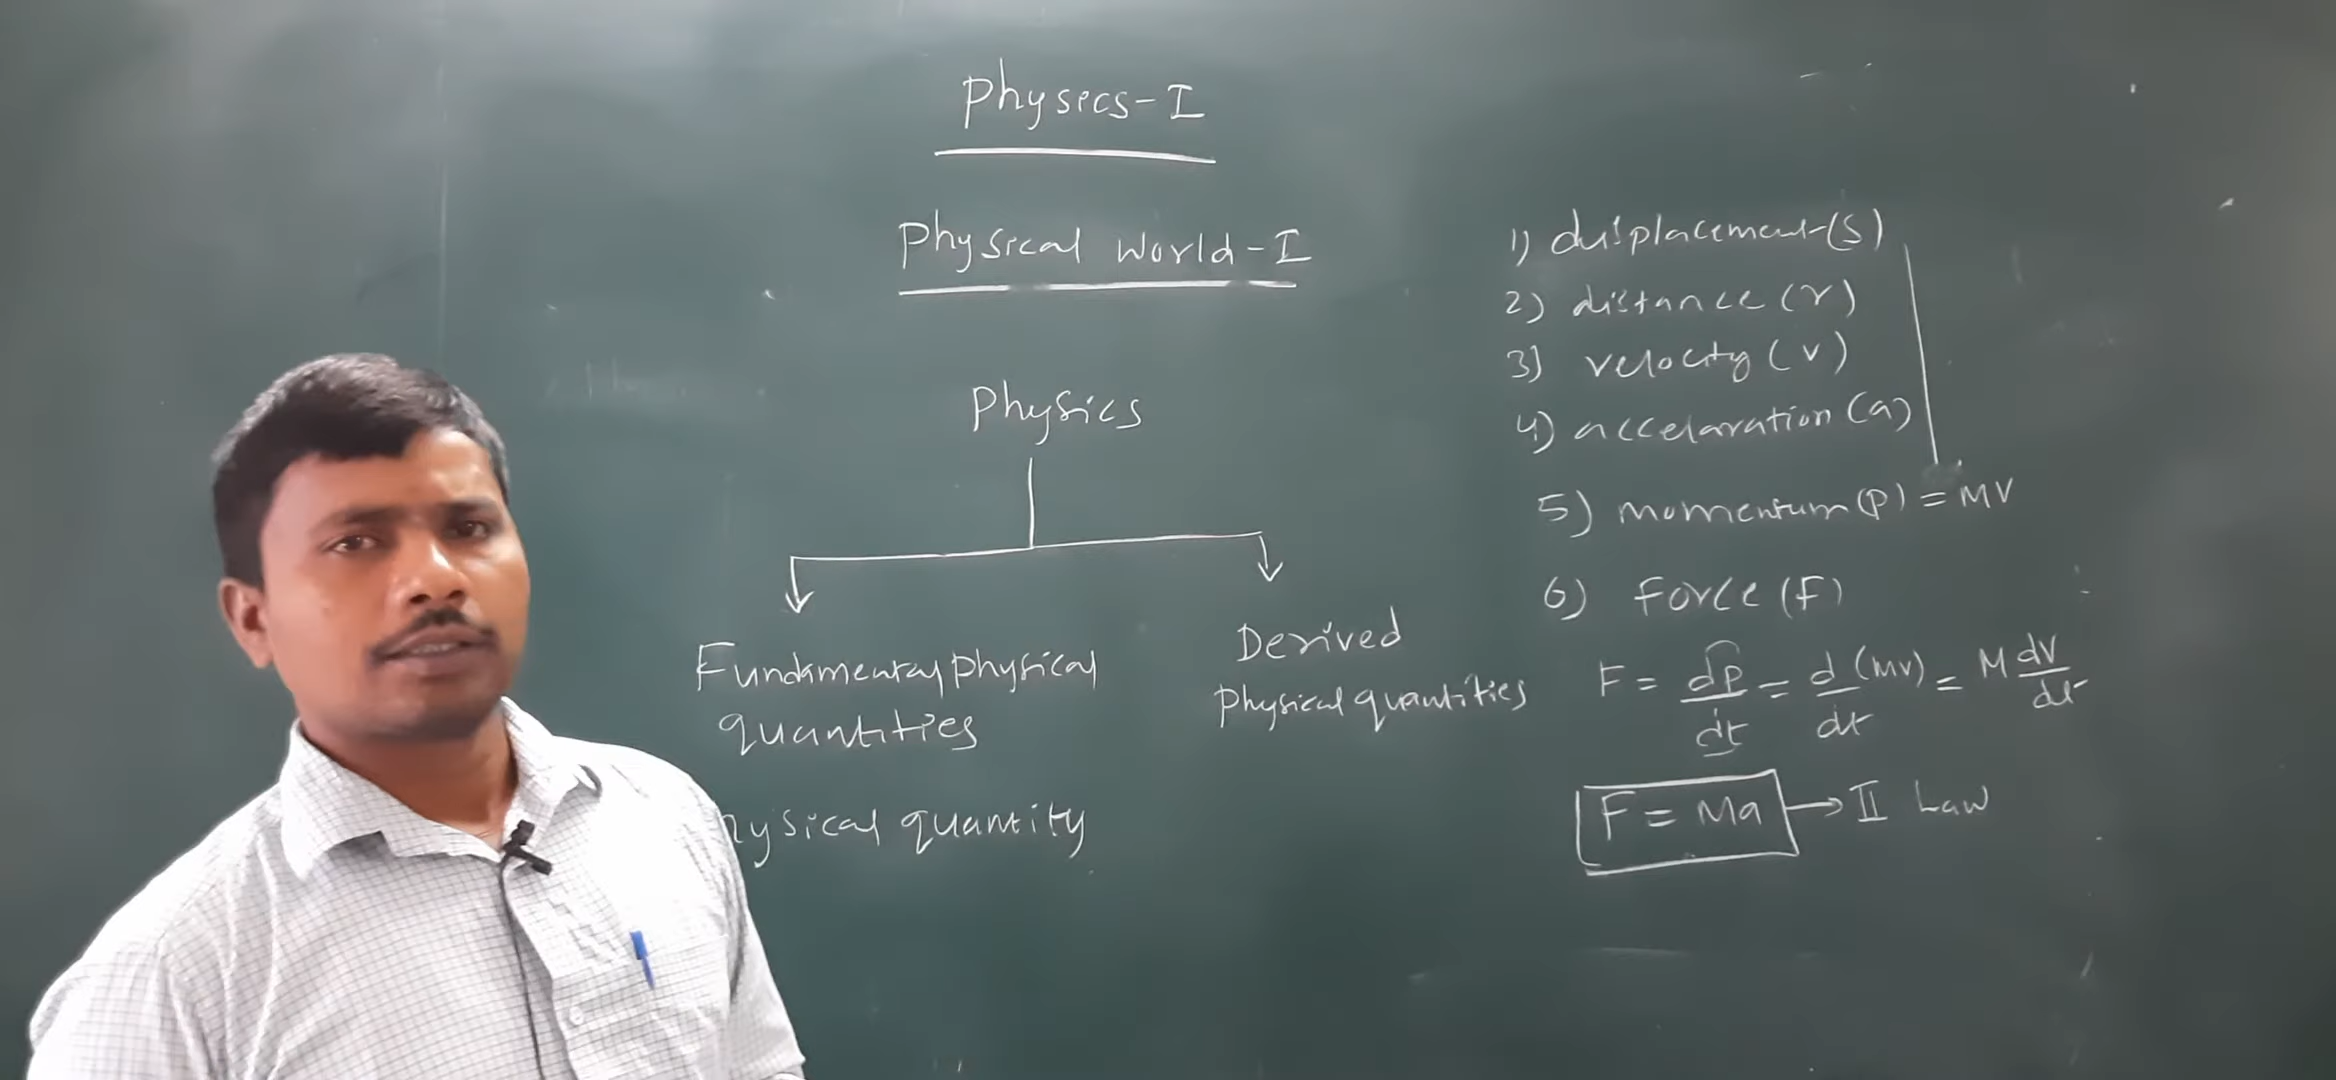 Physics-I
Physical World-I
Physics
Fundamental physical
quantities
Derived
Physical quantities
hysical quantity
1) displacement (s)
2) distance (r)
3) velocity (v)
4) accelaration (a)
5) momentum (p) = MV
6) Force (F)
F = dp/dt = d/dt (MV) = M dV/dt
F = Ma → II Law